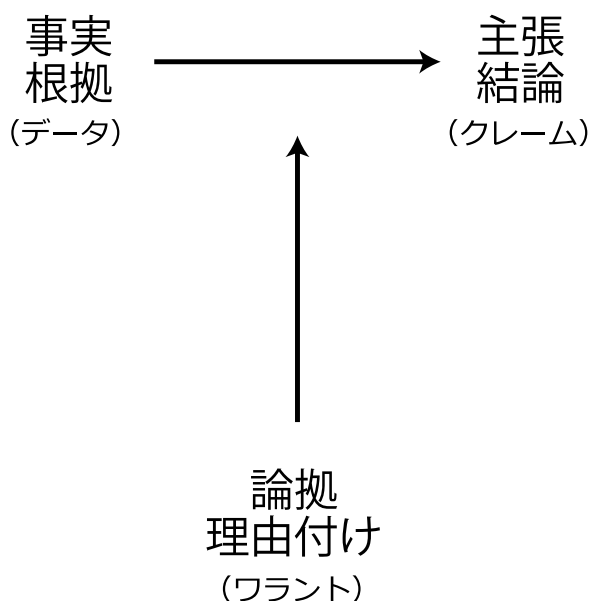 事実
根拠
（データ）
主張
結論
（クレーム）
論拠
理由付け
（ワラント）